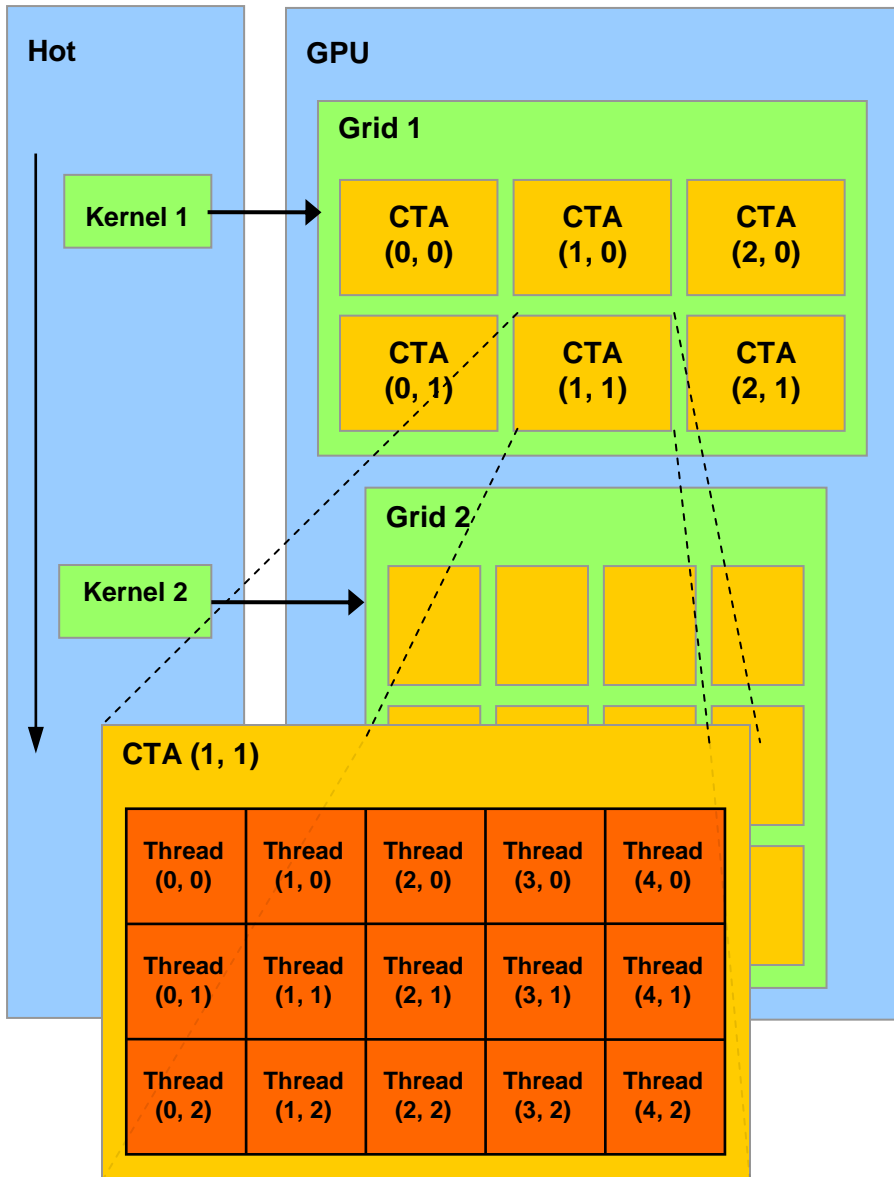 Hot
GPU
Grid 1
Kernel 1
CTA
(0, 0)
CTA
(1, 0)
CTA
(2, 0)
CTA
(0, 1)
CTA
(1, 1)
CTA
(2, 1)
Grid 2
Kernel 2
CTA (1, 1)
Thread
(0, 0)
Thread
(1, 0)
Thread
(2, 0)
Thread
(3, 0)
Thread
(4, 0)
Thread
(0, 1)
Thread
(1, 1)
Thread
(2, 1)
Thread
(3, 1)
Thread
(4, 1)
Thread
(0, 2)
Thread
(1, 2)
Thread
(2, 2)
Thread
(3, 2)
Thread
(4, 2)